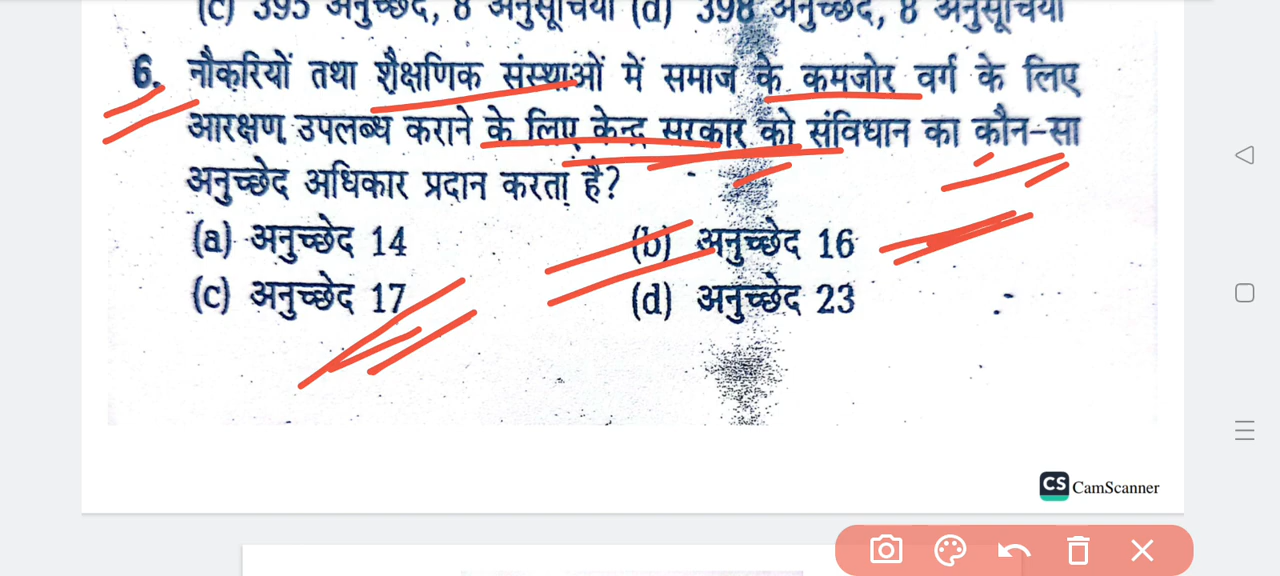 (c) 395 अनुच्छेद, 8 अनुसूचियाँ (d) 398 अनुच्छेद, 8 अनुसूचियाँ
6. नौकरियों तथा शैक्षणिक संस्थाओं में समाज के कमजोर वर्ग के लिए
आरक्षण उपलब्ध कराने के लिए केन्द्र सरकार को संविधान का कौन-सा
अनुच्छेद अधिकार प्रदान करता है?
(a) अनुच्छेद 14 (b) अनुच्छेद 16
(c) अनुच्छेद 17 (d) अनुच्छेद 23
CS CamScanner